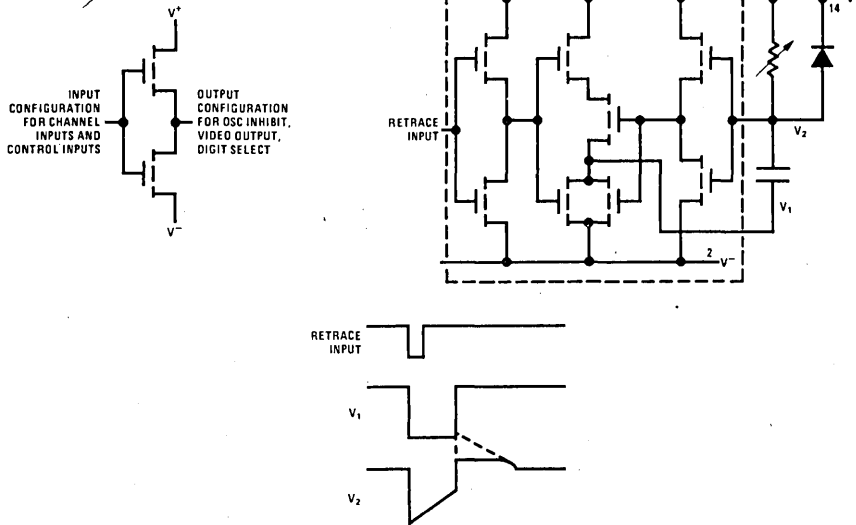 V+
INPUT
CONFIGURATION
FOR CHANNEL
INPUTS AND
CONTROL INPUTS
OUTPUT
CONFIGURATION
FOR OSC INHIBIT,
VIDEO OUTPUT,
DIGIT SELECT
V−
14
RETRACE
INPUT
V2
V1
2
V−
RETRACE
INPUT
V1
V2